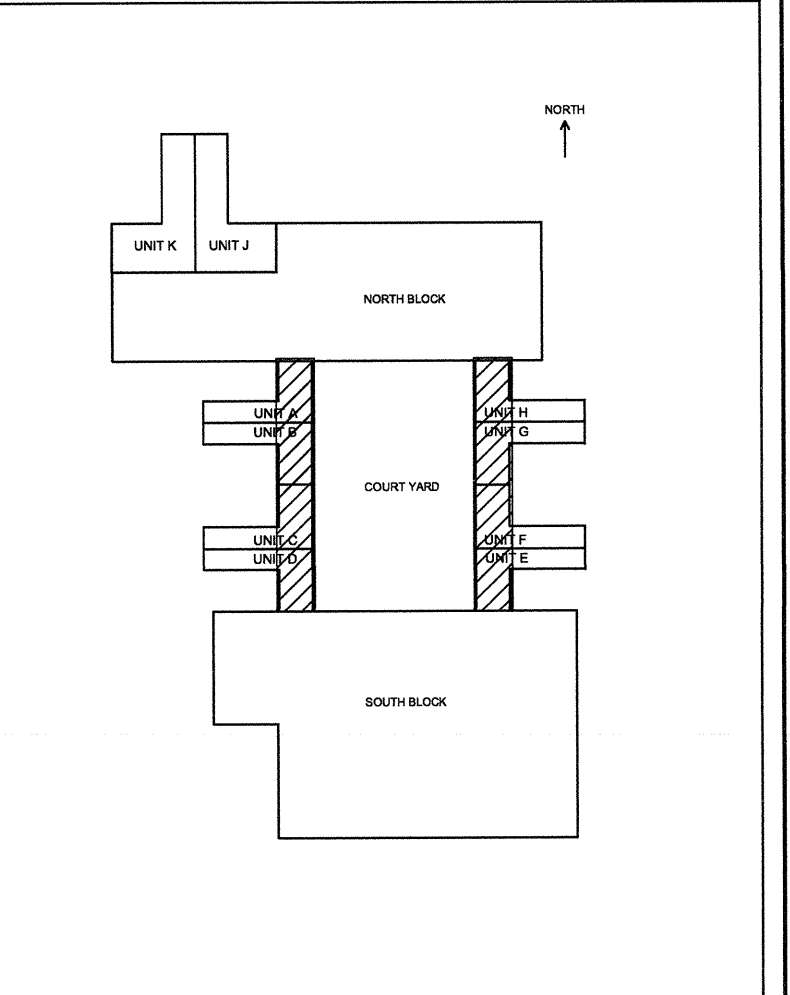 NORTH
UNIT K UNIT J
NORTH BLOCK
UNIT A UNIT H
UNIT B UNIT G
COURT YARD
UNIT C UNIT F
UNIT D UNIT E
SOUTH BLOCK